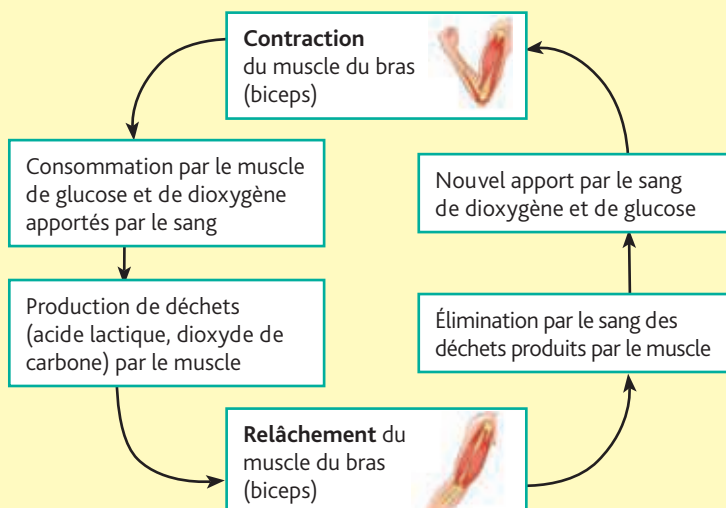 Contraction
du muscle du bras
(biceps)
Consommation par le muscle
de glucose et de dioxygène
apportés par le sang
Production de déchets
(acide lactique, dioxyde de
carbone) par le muscle
Relâchement du
muscle du bras
(biceps)
Élimination par le sang des
déchets produits par le muscle
Nouvel apport par le sang
de dioxygène et de glucose